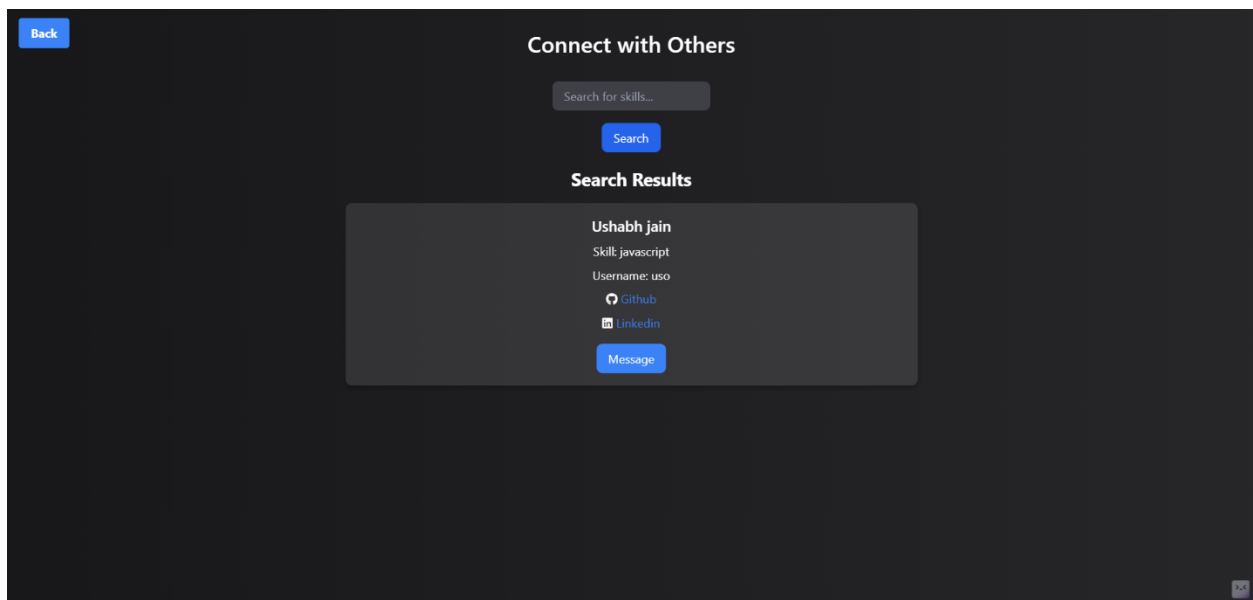 Back
Connect with Others
Search for skills...
Search
Search Results
Ushabh jain
Skill: javascript
Username: uso
Github
Linkedin
Message